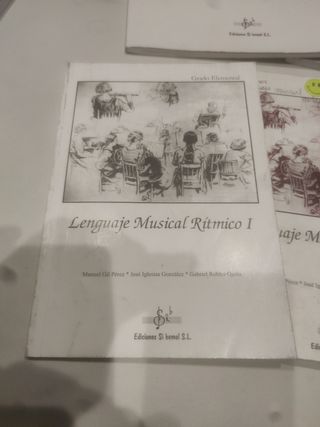 Ediciones Si bemol S.L.
Grado Elemental
Lenguaje Musical Rítmico I
Manuel Gil Pérez * José Iglesias González * Gabriel Robles Ojeda
Ediciones Si bemol S.L.
uaje M